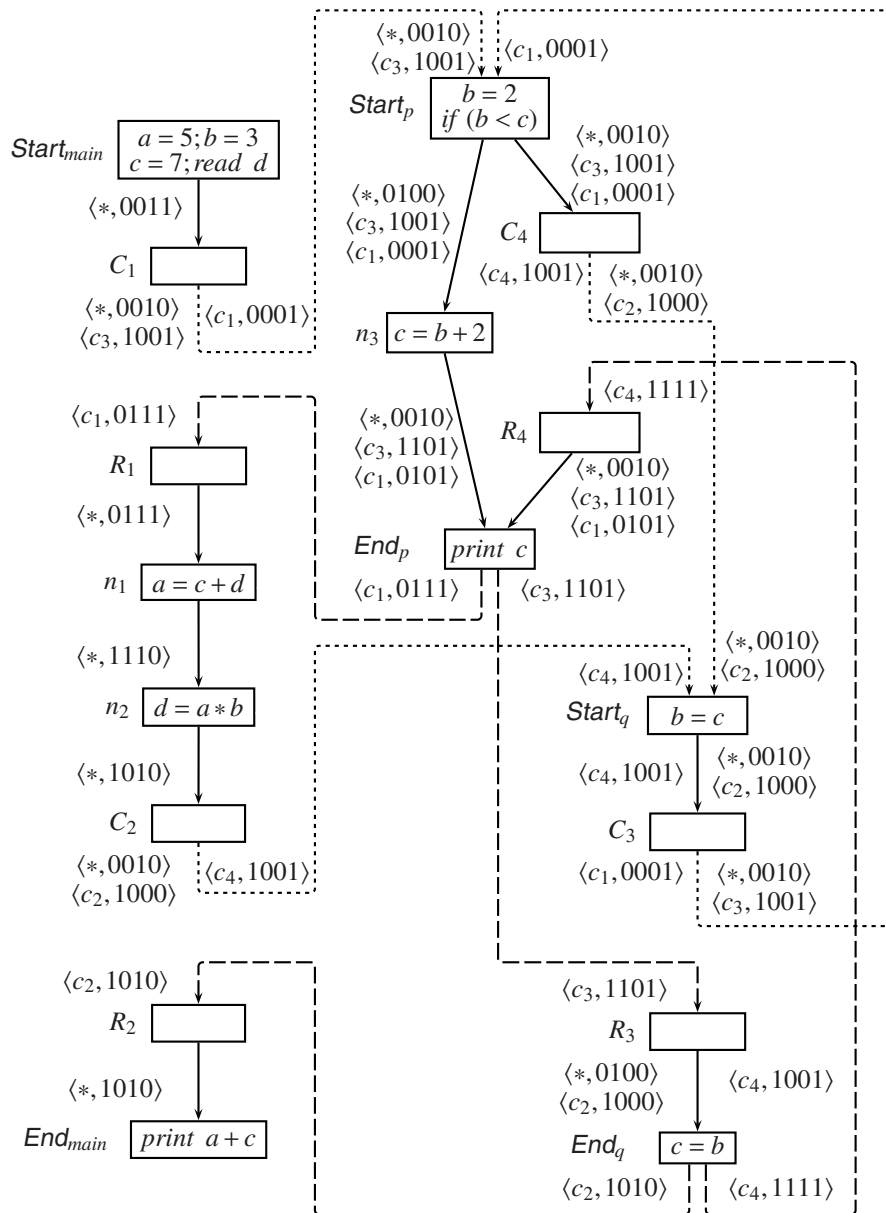 ⟨∗,0010⟩
⟨c3,1001⟩
⟨c1,0001⟩
Startp
b = 2
if (b < c)
Startmain
a = 5;b = 3
c = 7;read d
⟨∗,0011⟩
⟨∗,0010⟩
⟨c3,1001⟩
⟨c1,0001⟩
⟨∗,0100⟩
⟨c3,1001⟩
⟨c1,0001⟩
C4
C1
⟨c4,1001⟩
⟨∗,0010⟩
⟨c2,1000⟩
⟨∗,0010⟩
⟨c3,1001⟩
⟨c1,0001⟩
n3
c = b+2
⟨c1,0111⟩
⟨c4,1111⟩
⟨∗,0010⟩
⟨c3,1101⟩
⟨c1,0101⟩
R4
R1
⟨∗,0010⟩
⟨c3,1101⟩
⟨c1,0101⟩
⟨∗,0111⟩
Endp
print c
n1
a = c+d
⟨c1,0111⟩
⟨c3,1101⟩
⟨∗,1110⟩
⟨c4,1001⟩
⟨∗,0010⟩
⟨c2,1000⟩
n2
d = a∗b
Startq
b = c
⟨∗,1010⟩
⟨c4,1001⟩
⟨∗,0010⟩
⟨c2,1000⟩
C2
C3
⟨∗,0010⟩
⟨c2,1000⟩
⟨c4,1001⟩
⟨c1,0001⟩
⟨∗,0010⟩
⟨c3,1001⟩
⟨c2,1010⟩
⟨c3,1101⟩
R2
R3
⟨∗,1010⟩
⟨∗,0100⟩
⟨c2,1000⟩
⟨c4,1001⟩
Endmain
print a+c
Endq
c = b
⟨c2,1010⟩
⟨c4,1111⟩